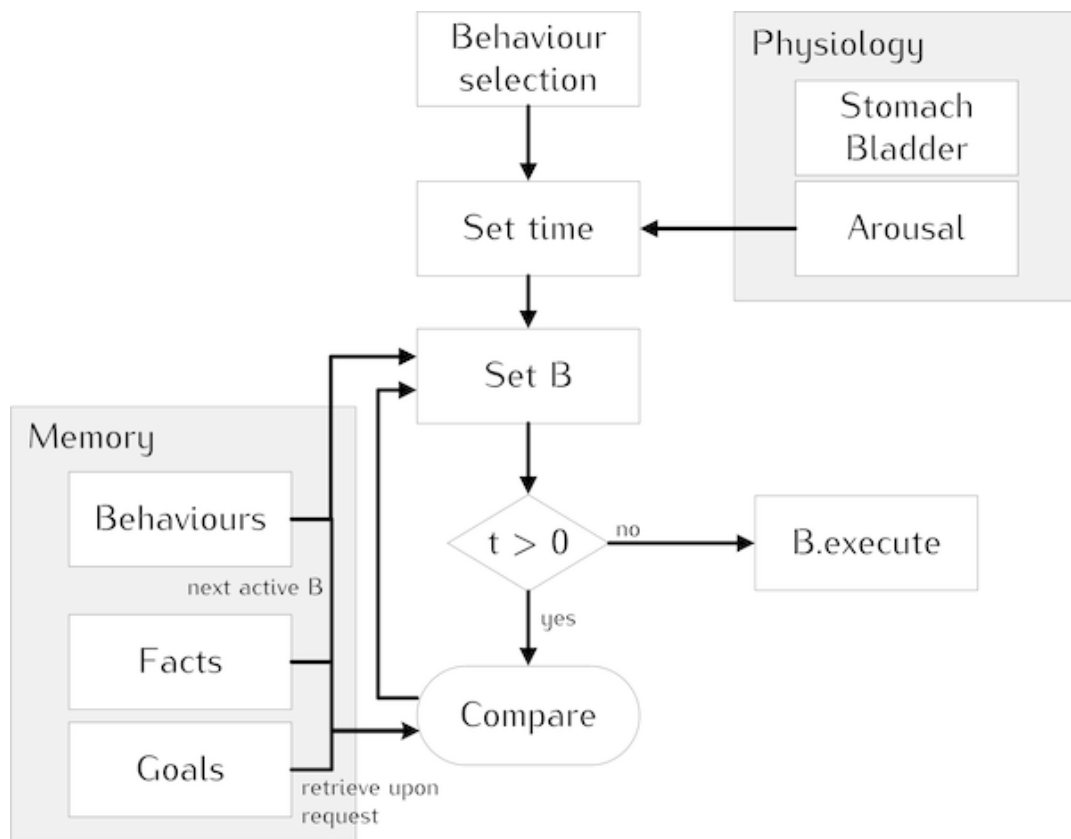 Behaviour
selection
Physiology
Stomach
Bladder
Set time
Arousal
Set B
Memory
Behaviours
next active B
t > 0
no
B.execute
yes
Facts
Compare
Goals
retrieve upon
request